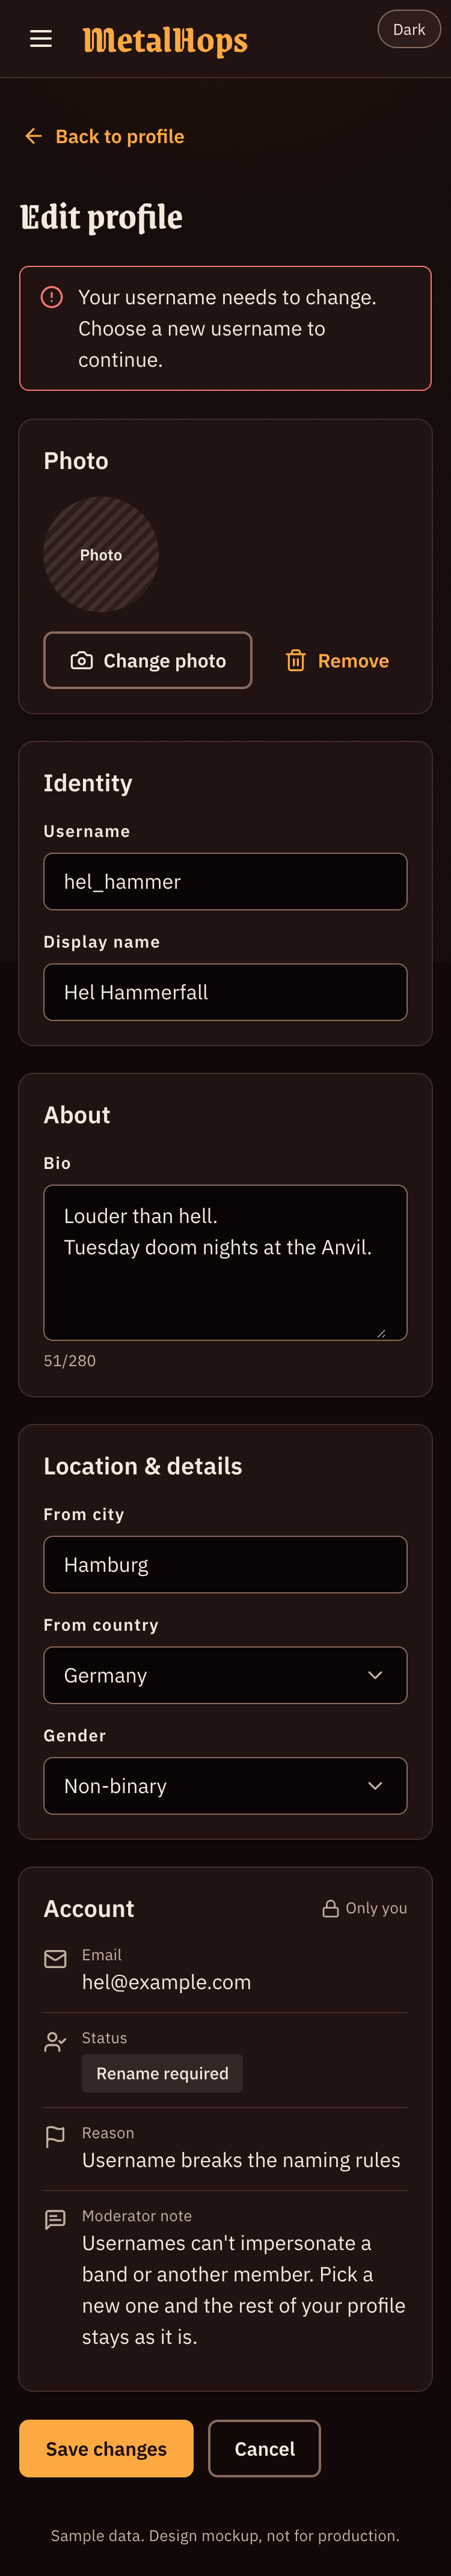 MetalHops
Dark
Back to profile
Edit profile
Your username needs to change.
Choose a new username to
continue.
Photo
Photo
Change photo
Remove
Identity
Username
hel_hammer
Display name
Hel Hammerfall
About
Bio
Louder than hell.
Tuesday doom nights at the Anvil.
51/280
Location & details
From city
Hamburg
From country
Germany
Gender
Non-binary
Account
Only you
Email
hel@example.com
Status
Rename required
Reason
Username breaks the naming rules
Moderator note
Usernames can't impersonate a
band or another member. Pick a
new one and the rest of your profile
stays as it is.
Save changes
Cancel
Sample data. Design mockup, not for production.